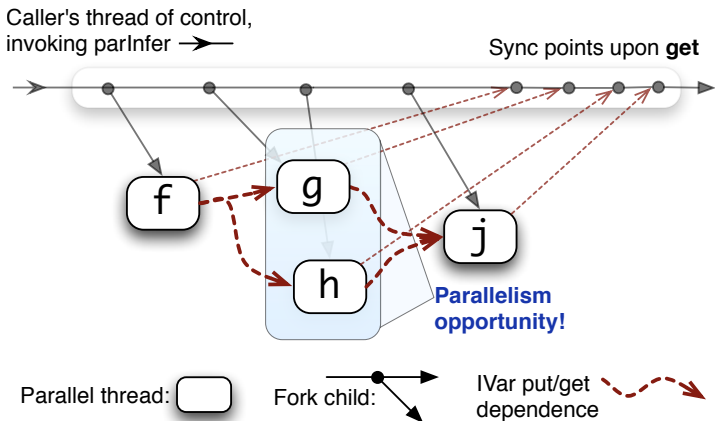 Caller's thread of control,
invoking parInfer
Sync points upon get
f
g
h
j
Parallelism
opportunity!
Parallel thread:
Fork child:
IVar put/get
dependence